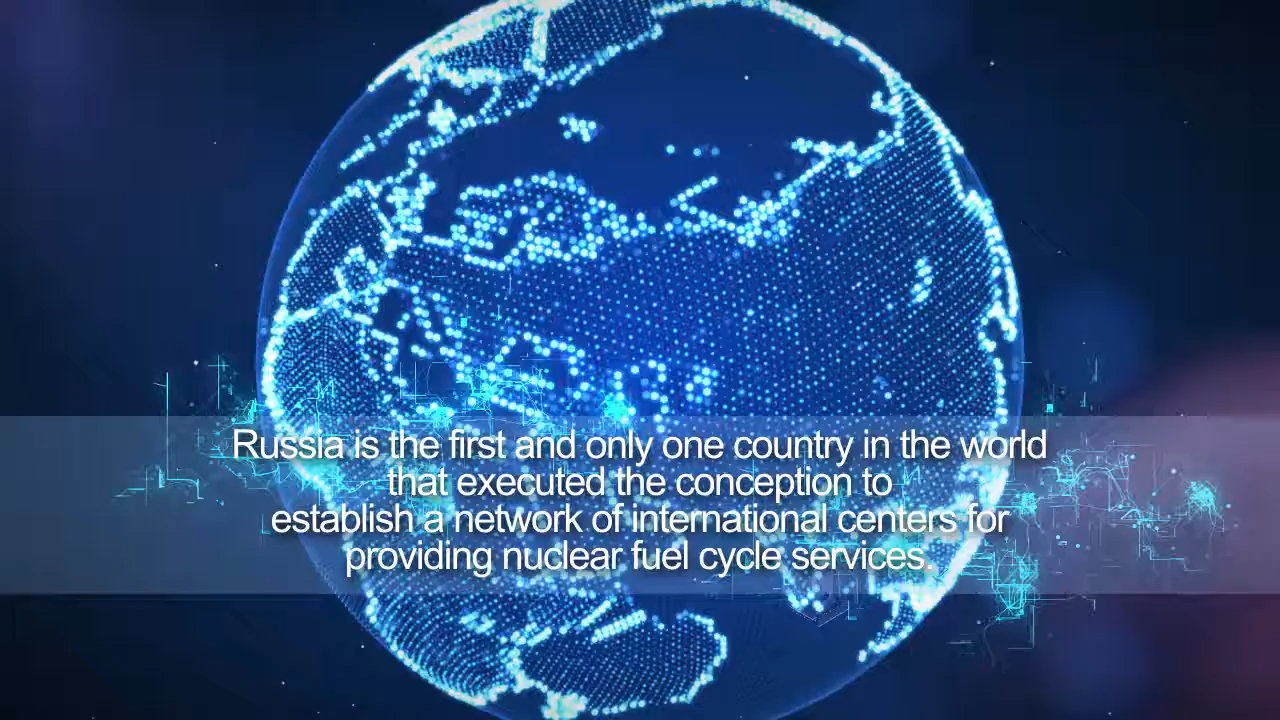 Russia is the first and only one country in the world
that executed the conception to
establish a network of international centers for
providing nuclear fuel cycle services.